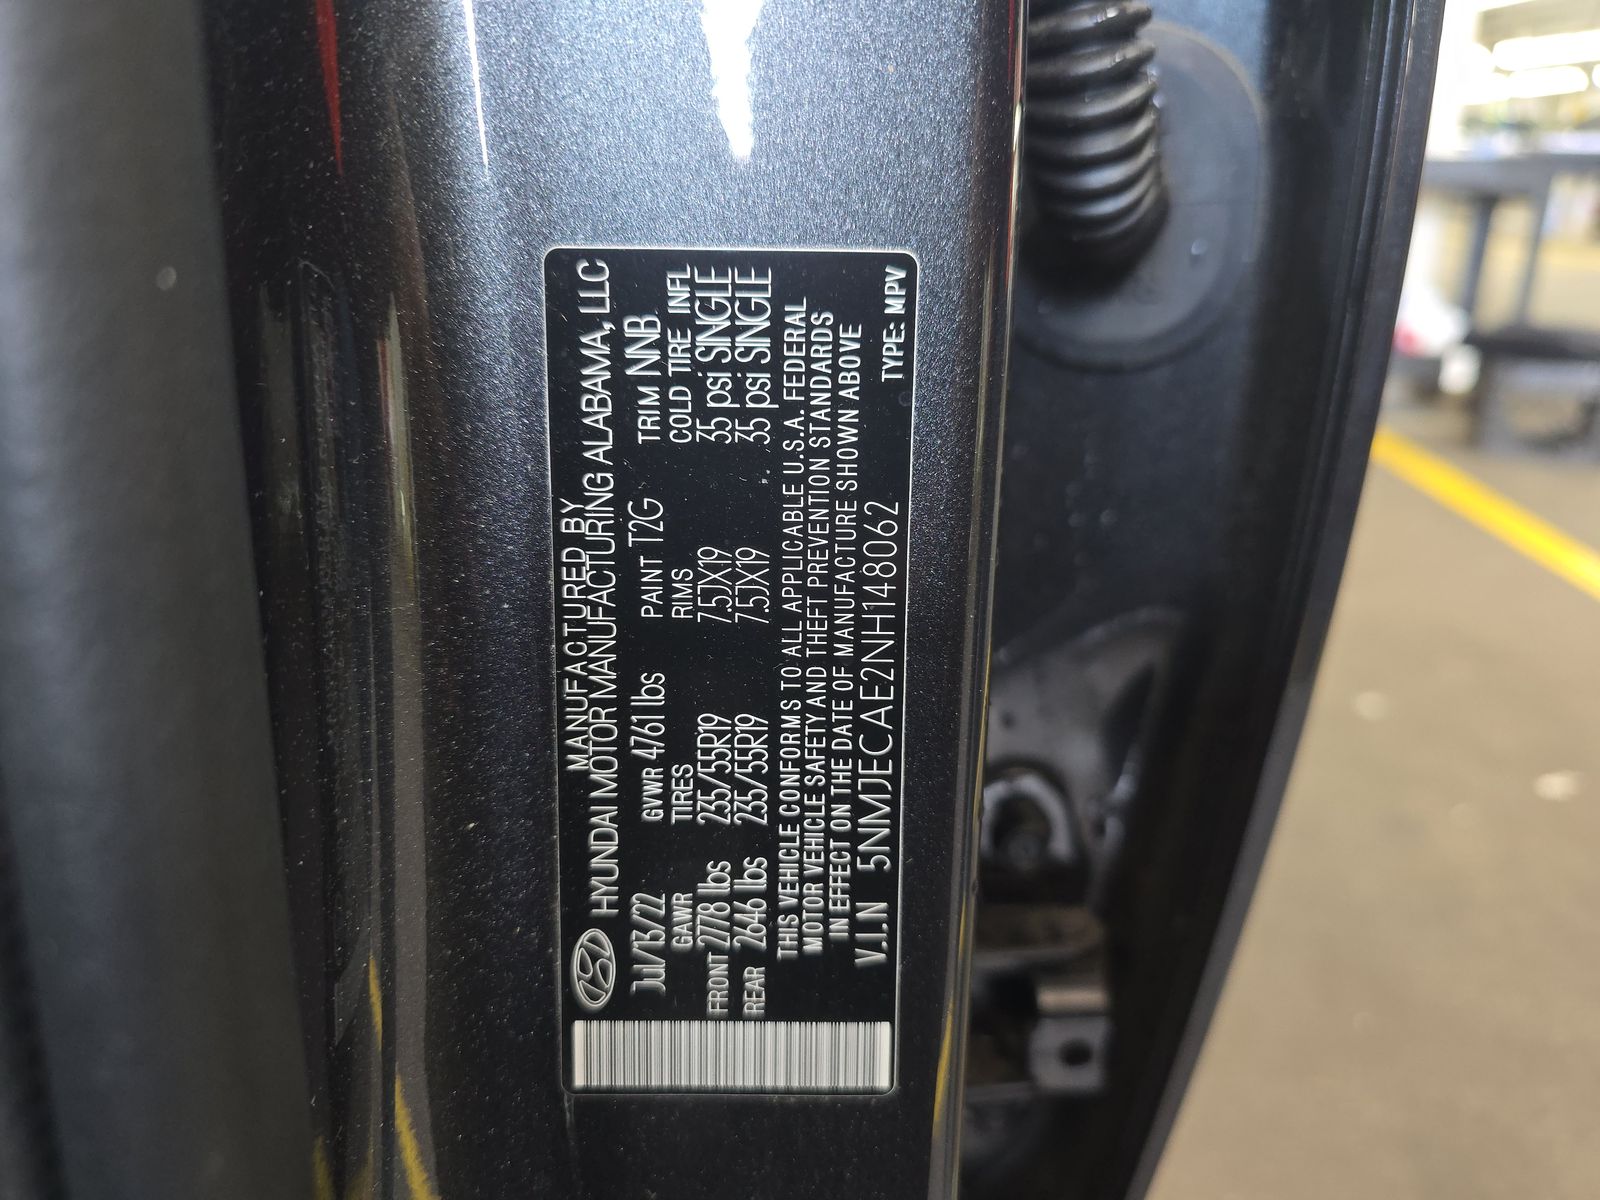 MANUFACTURED BY
HYUNDAI MOTOR MANUFACTURING ALABAMA, LLC
Jul/13/22 GVWR 4761 lbs PAINT T2G TRIM NNB
GAWR TIRES RIMS COLD TIRE INFL
FRONT 2778 lbs 235/55R19 7.5JX19 35 psi SINGLE
REAR 2646 lbs 235/55R19 7.5JX19 35 psi SINGLE
THIS VEHICLE CONFORMS TO ALL APPLICABLE U.S.A. FEDERAL
MOTOR VEHICLE SAFETY AND THEFT PREVENTION STANDARDS
IN EFFECT ON THE DATE OF MANUFACTURE SHOWN ABOVE
V.I.N 5NMJECAE2NH148062 TYPE: MPV